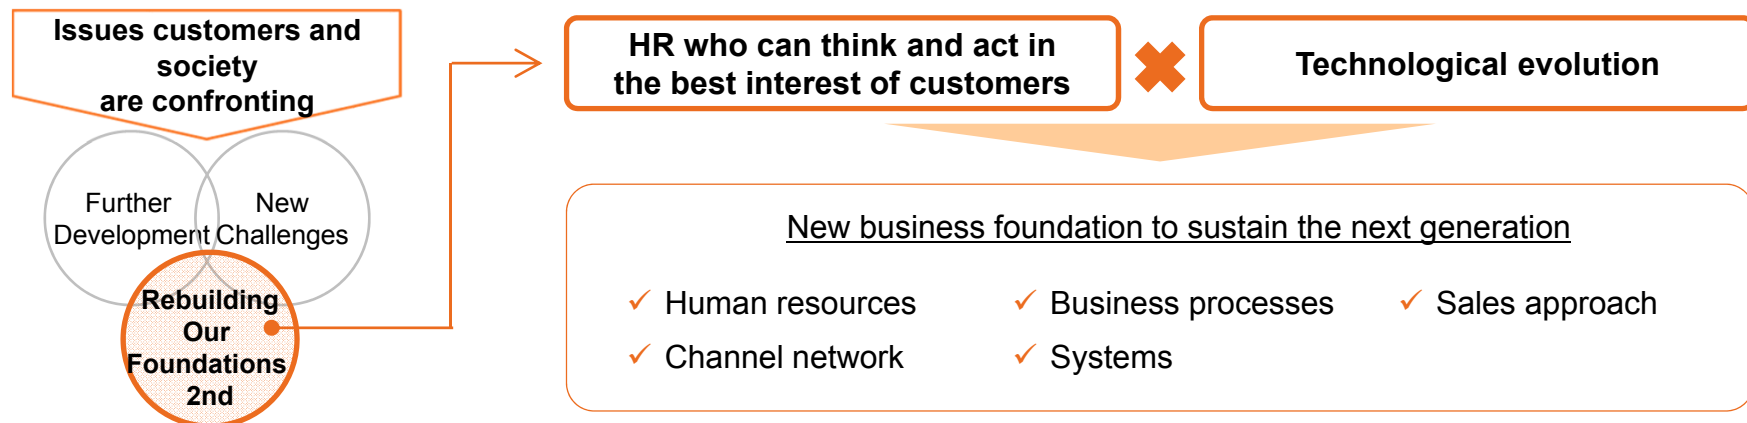 Issues customers and
society
are confronting
Further
Development
New
Challenges
Rebuilding
Our
Foundations
2nd
HR who can think and act in
the best interest of customers
Technological evolution
New business foundation to sustain the next generation
✓ Human resources
✓ Business processes
✓ Sales approach
✓ Channel network
✓ Systems